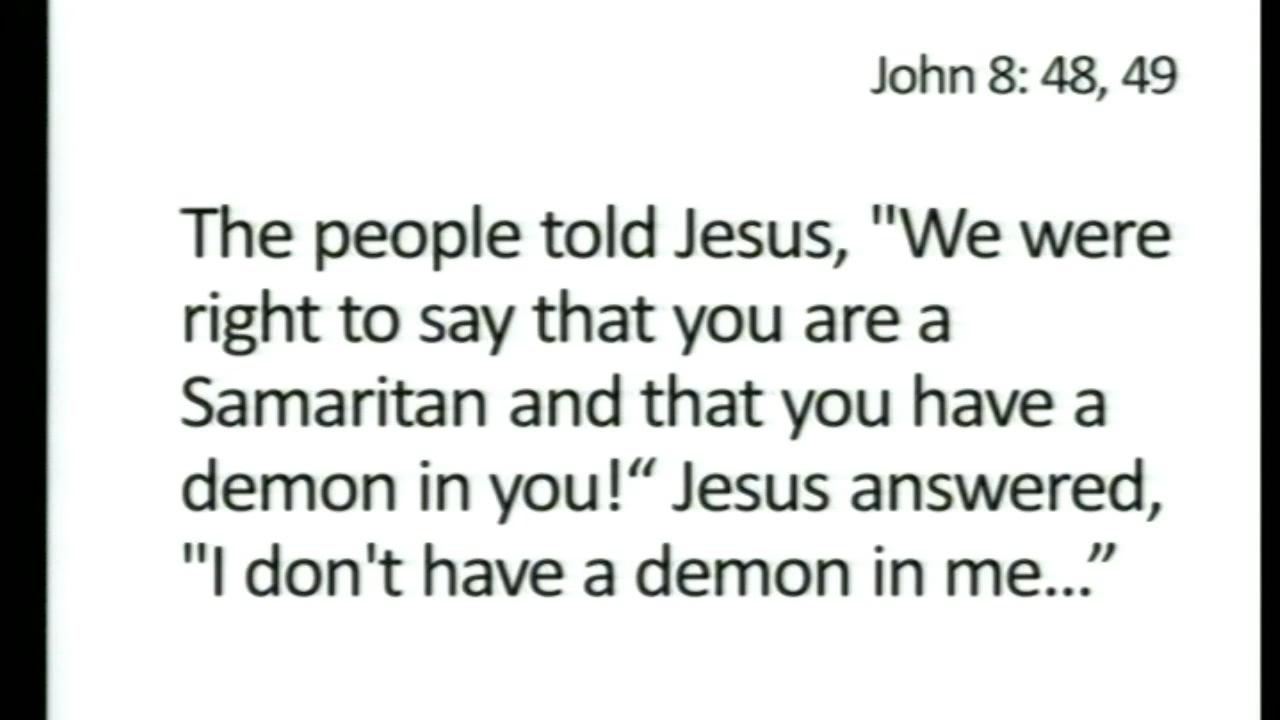 John 8: 48, 49
The people told Jesus, "We were
right to say that you are a
Samaritan and that you have a
demon in you!“ Jesus answered,
"I don't have a demon in me...”